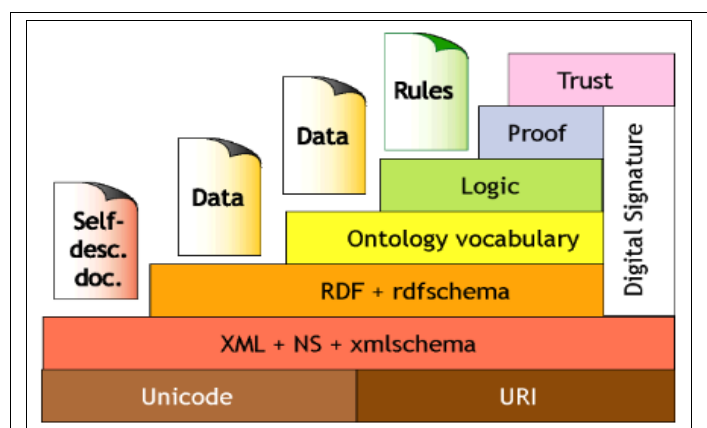 Rules
Trust
Data
Proof
Data
Logic
Self-
desc.
doc.
Ontology vocabulary
Digital Signature
RDF + rdfschema
XML + NS + xmlschema
Unicode
URI